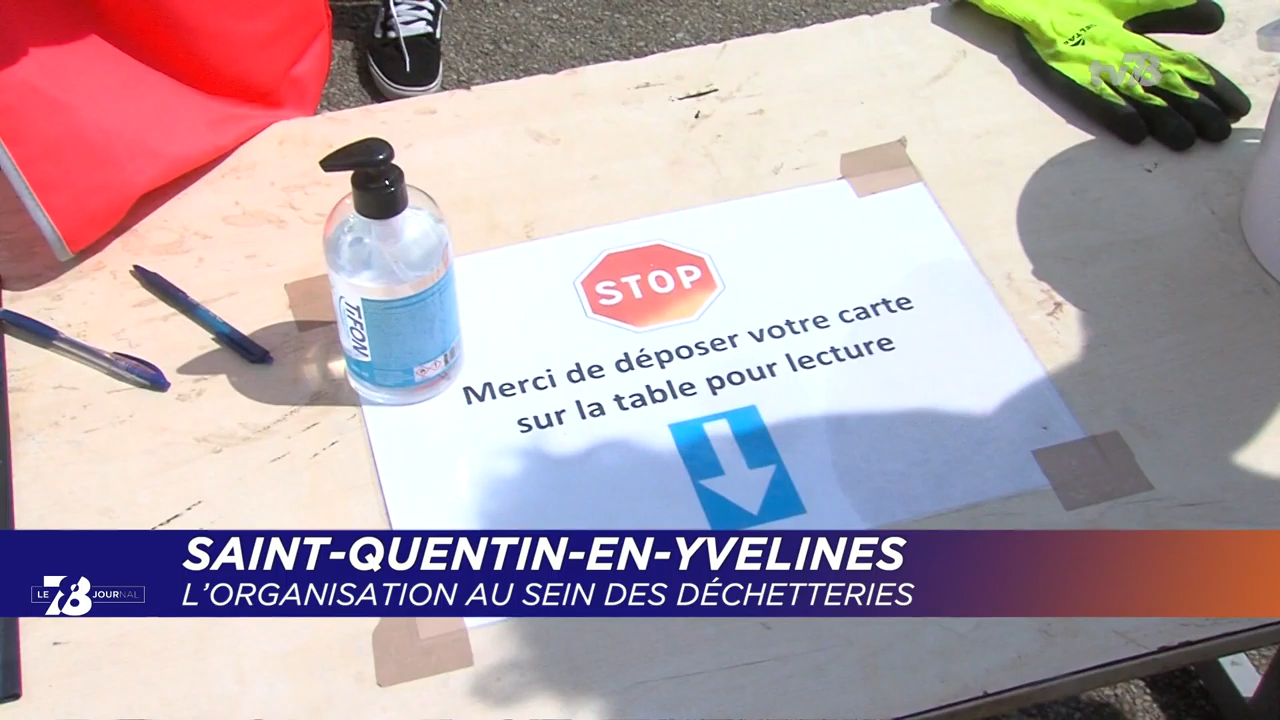 tv78
STOP
Merci de déposer votre carte
sur la table pour lecture
TIFON
SAINT-QUENTIN-EN-YVELINES
L'ORGANISATION AU SEIN DES DÉCHETTERIES
LE 78 JOURNAL